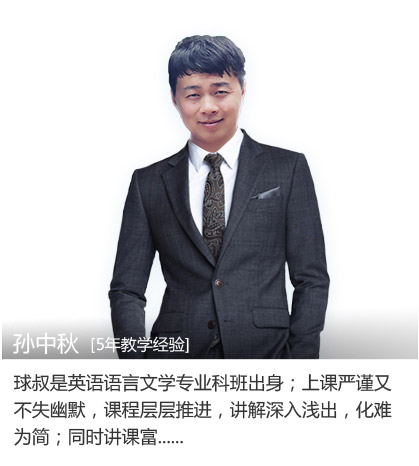 孙中秋 [5年教学经验]
球叔是英语语言文学专业科班出身；上课严谨又
不失幽默，课程层层推进，讲解深入浅出，化难
为简；同时讲课富......